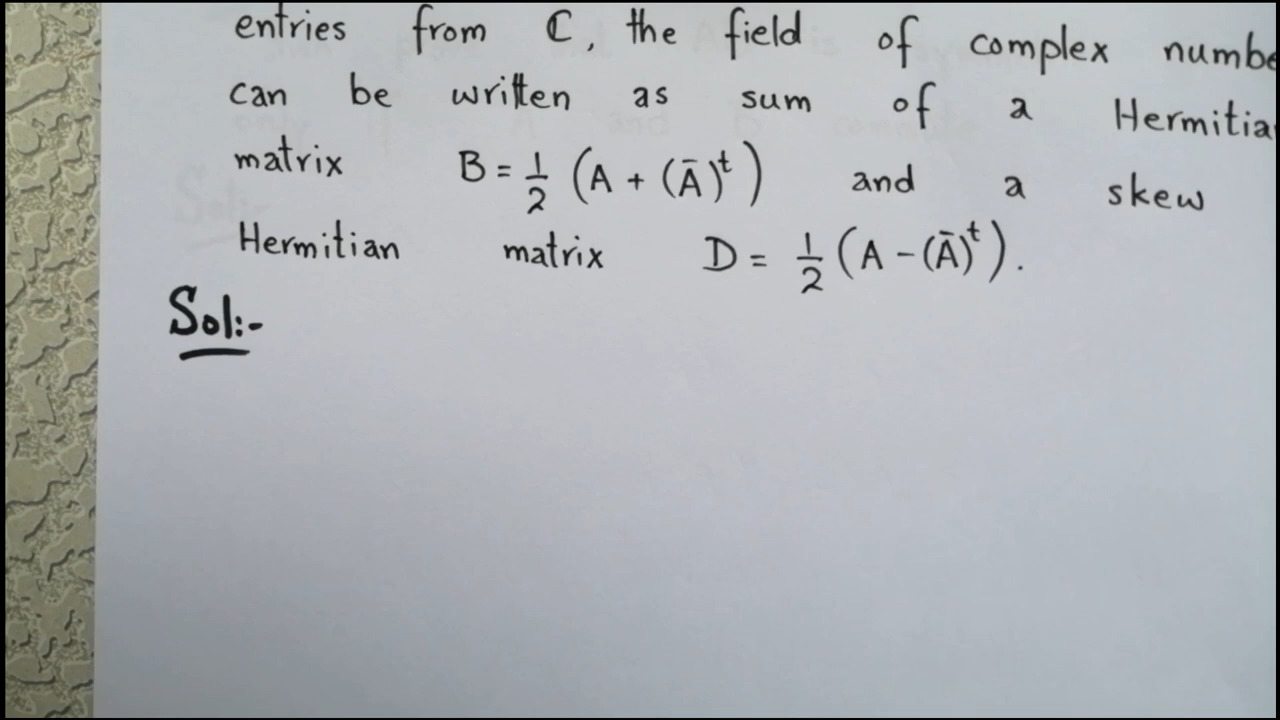 entries from ℂ, the field of complex numbe
can be written as sum of a Hermitia
matrix B = 1/2 (A + (Ā)ᵗ) and a skew
Hermitian matrix D = 1/2 (A - (Ā)ᵗ).
Sol:-